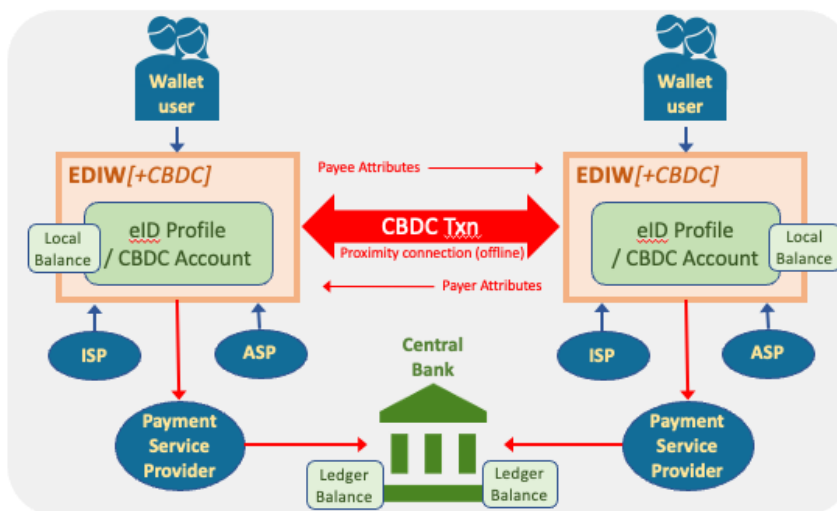 Wallet
user
Wallet
user
EDIW[+CBDC]
Payee Attributes
EDIW[+CBDC]
Local
Balance
eID Profile
/ CBDC Account
CBDC Txn
Proximity connection (offline)
eID Profile
/ CBDC Account
Local
Balance
Payer Attributes
ISP
ASP
Central
Bank
ISP
ASP
Payment
Service
Provider
Payment
Service
Provider
Ledger
Balance
Ledger
Balance